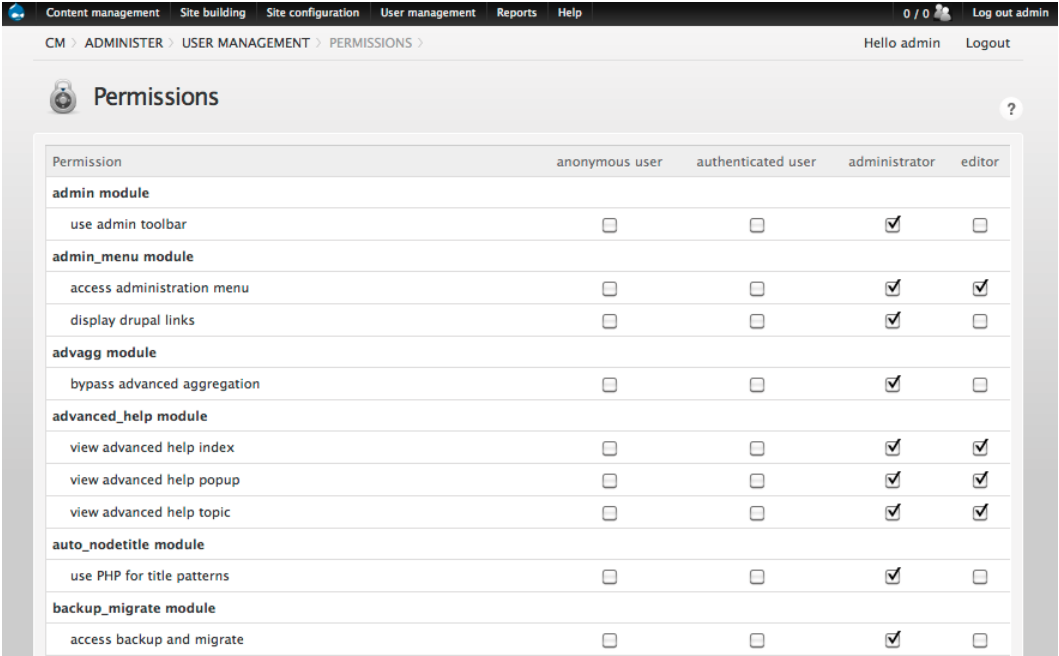 Content management Site building Site configuration User management Reports Help 0 / 0 Log out admin
CM > ADMINISTER > USER MANAGEMENT > PERMISSIONS > Hello admin Logout
Permissions
?
Permission anonymous user authenticated user administrator editor
admin module
use admin toolbar
admin_menu module
access administration menu
display drupal links
advagg module
bypass advanced aggregation
advanced_help module
view advanced help index
view advanced help popup
view advanced help topic
auto_nodetitle module
use PHP for title patterns
backup_migrate module
access backup and migrate